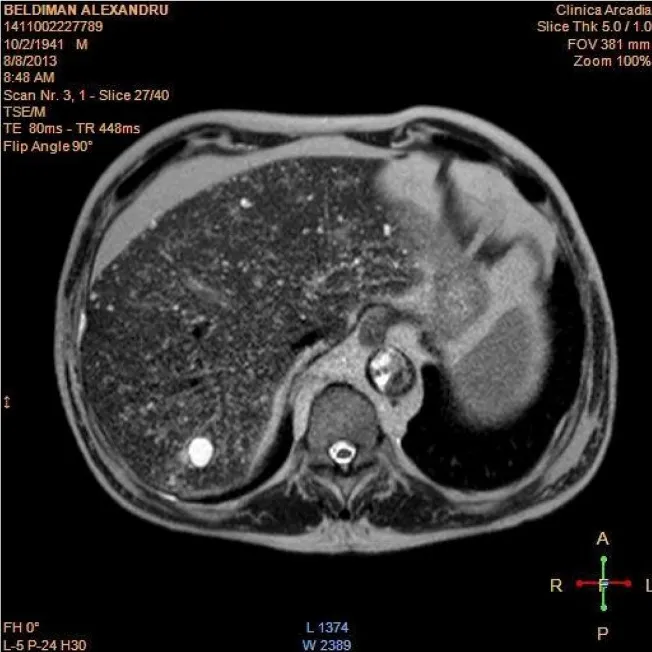 BELDIMAN ALEXANDRU
1411002227789
10/2/1941 M
8/8/2013
8:48 AM
Scan Nr. 3, 1 - Slice 27/40
TSE/M
TE 80ms - TR 448ms
Flip Angle 90°
Clinica Arcadia
Slice Thk 5.0 / 1.0
FOV 381 mm
Zoom 100%
A
R F L
P
FH 0°
L-5 P-24 H30
L 1374
W 2389